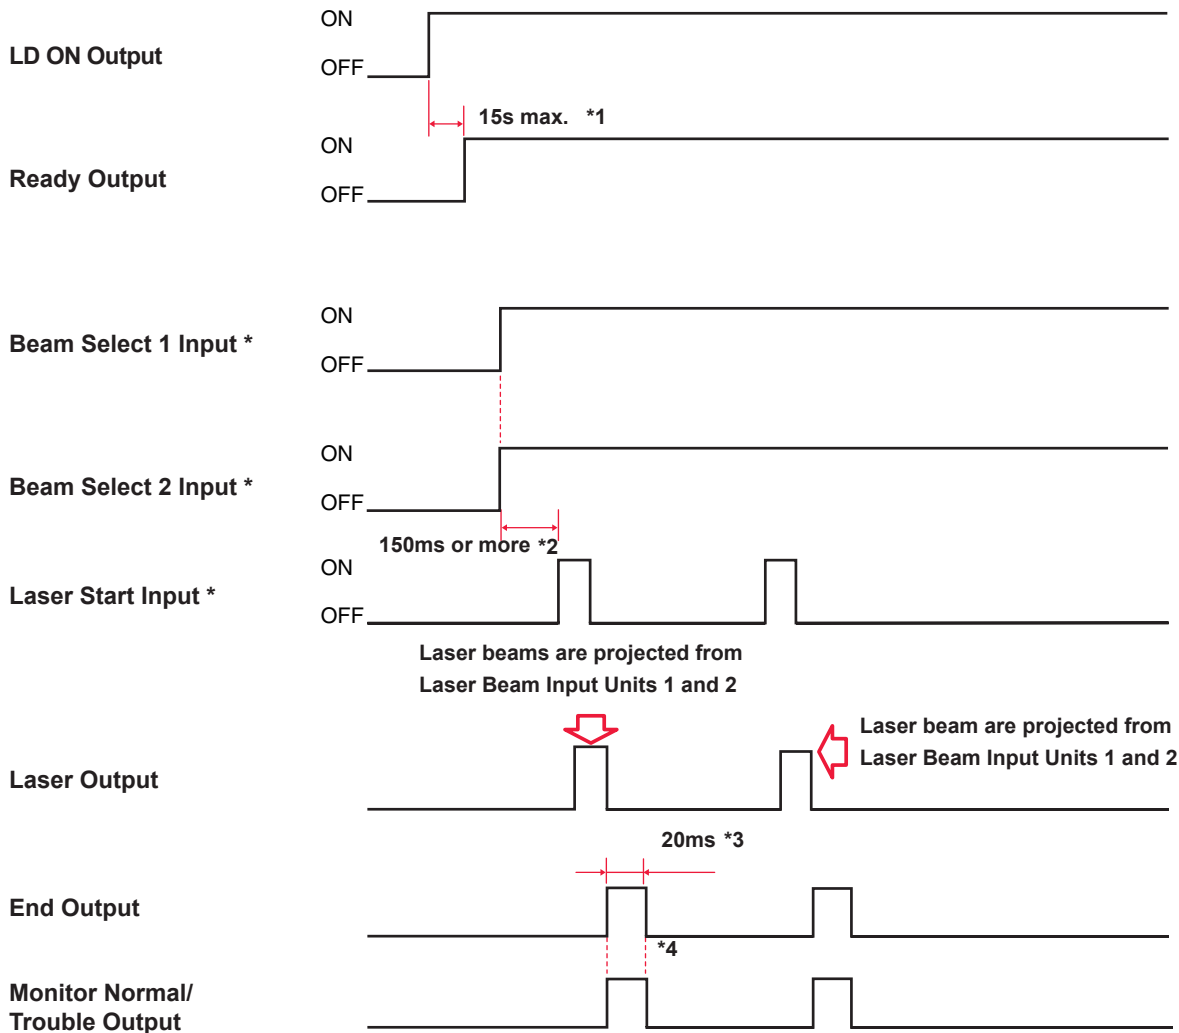 ON
LD ON Output
OFF
15s max. *1
ON
Ready Output
OFF
ON
Beam Select 1 Input *
OFF
ON
Beam Select 2 Input *
OFF
150ms or more *2
ON
Laser Start Input *
OFF
Laser beams are projected from
Laser Beam Input Units 1 and 2
Laser beam are projected from
Laser Beam Input Units 1 and 2
Laser Output
20ms *3
End Output
*4
Monitor Normal/
Trouble Output